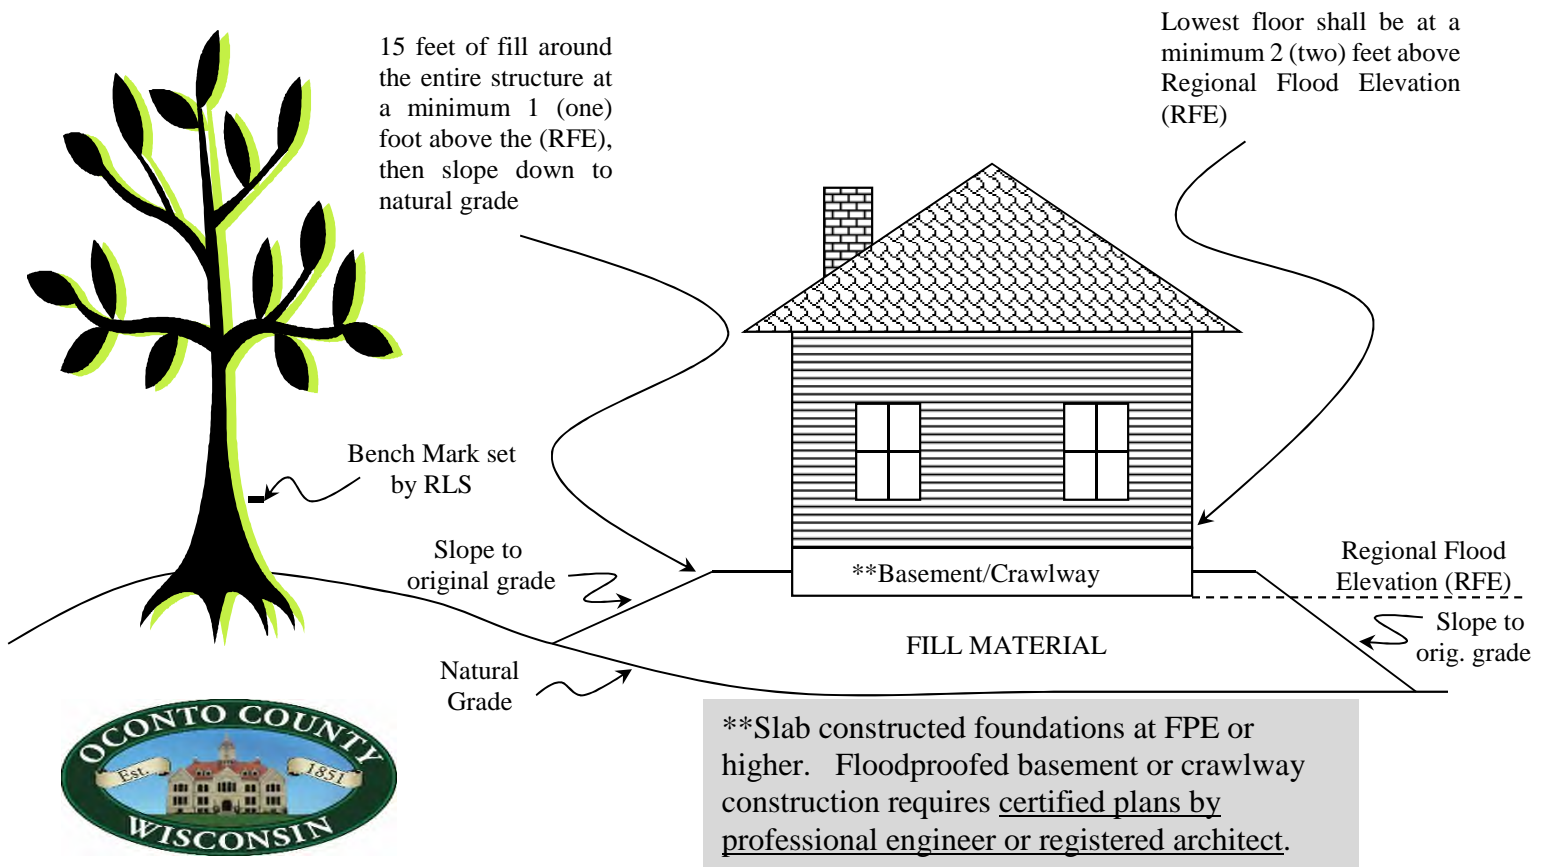 15 feet of fill around
the entire structure at
a minimum 1 (one)
foot above the (RFE),
then slope down to
natural grade
Lowest floor shall be at a
minimum 2 (two) feet above
Regional Flood Elevation
(RFE)
Bench Mark set
by RLS
Slope to
original grade
**Basement/Crawlway
Regional Flood
Elevation (RFE)
Slope to
orig. grade
FILL MATERIAL
Natural
Grade
**Slab constructed foundations at FPE or
higher. Floodproofed basement or crawlway
construction requires certified plans by
professional engineer or registered architect.
OCONTO COUNTY
Est. 1851
WISCONSIN